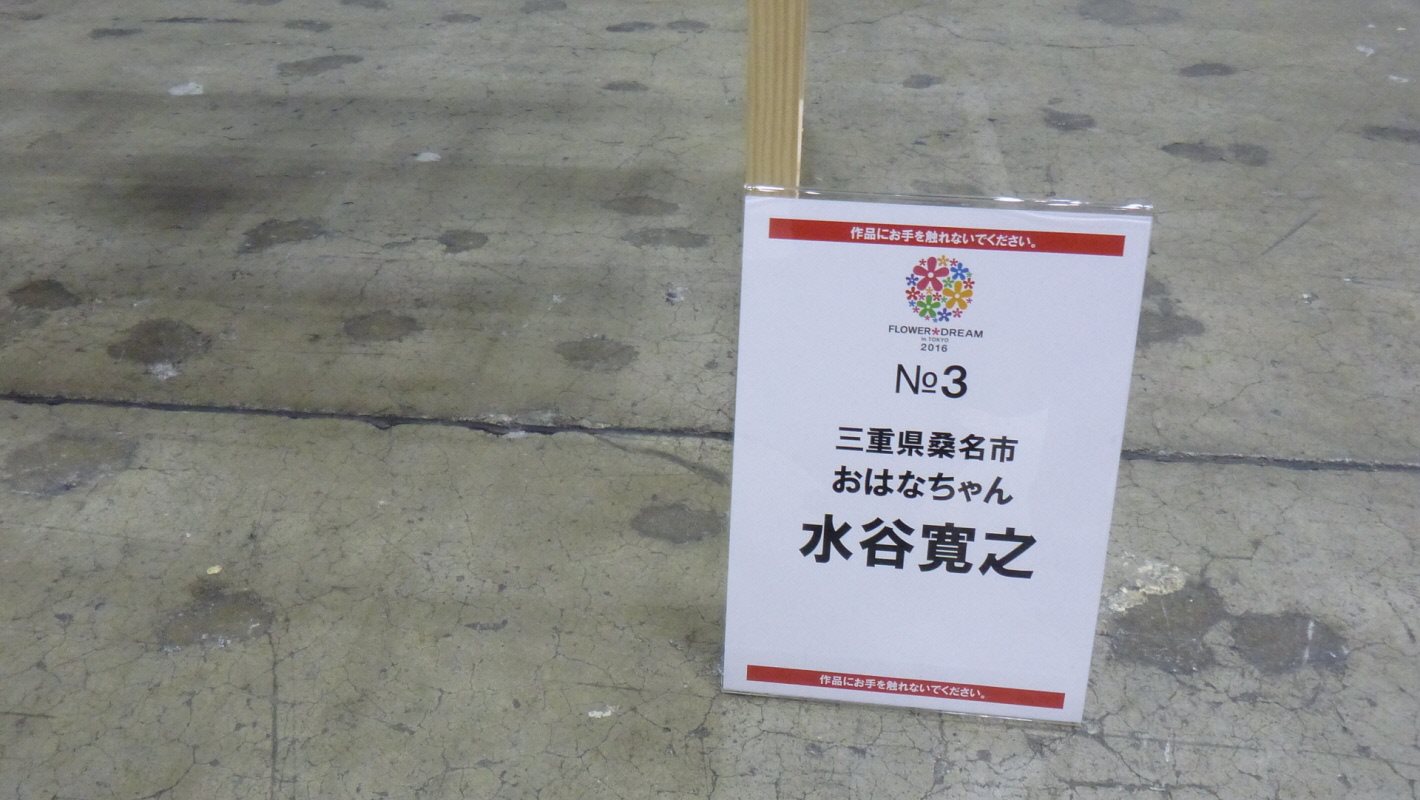 作品にお手を触れないでください。
FLOWER★DREAM
in TOKYO
2016
№3
三重県桑名市
おはなちゃん
水谷寛之
作品にお手を触れないでください。